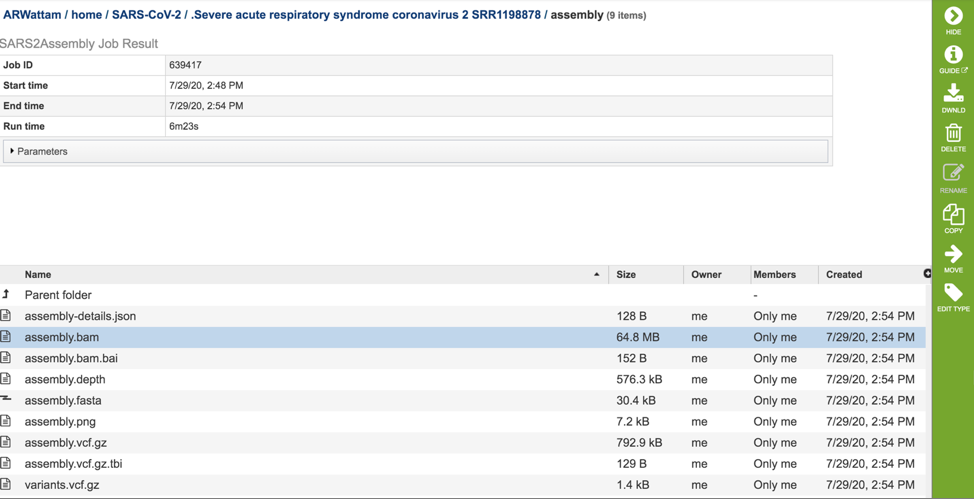 ARWattam / home / SARS-CoV-2 / .Severe acute respiratory syndrome coronavirus 2 SRR1198878 / assembly (9 items)
SARS2Assembly Job Result
Job ID 639417
Start time 7/29/20, 2:48 PM
End time 7/29/20, 2:54 PM
Run time 6m23s
Parameters
Name Size Owner Members Created
Parent folder -
assembly-details.json 128 B me Only me 7/29/20, 2:54 PM
assembly.bam 64.8 MB me Only me 7/29/20, 2:54 PM
assembly.bam.bai 152 B me Only me 7/29/20, 2:54 PM
assembly.depth 576.3 kB me Only me 7/29/20, 2:54 PM
assembly.fasta 30.4 kB me Only me 7/29/20, 2:54 PM
assembly.png 7.2 kB me Only me 7/29/20, 2:54 PM
assembly.vcf.gz 792.9 kB me Only me 7/29/20, 2:54 PM
assembly.vcf.gz.tbi 129 B me Only me 7/29/20, 2:54 PM
variants.vcf.gz 1.4 kB me Only me 7/29/20, 2:54 PM
HIDE
GUIDE
DWNLD
DELETE
RENAME
COPY
MOVE
EDIT TYPE